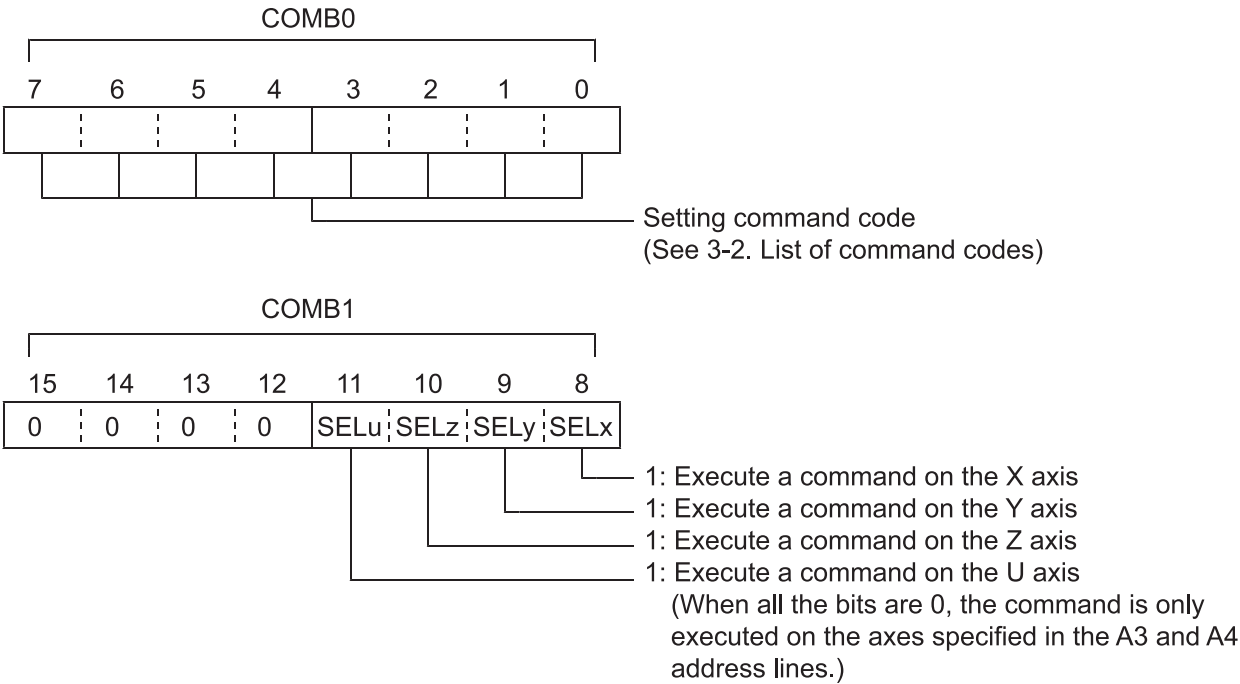 COMB0
7 6 5 4 3 2 1 0
Setting command code
(See 3-2. List of command codes)
COMB1
15 14 13 12 11 10 9 8
0 0 0 0 SELu SELz SELy SELx
1: Execute a command on the X axis
1: Execute a command on the Y axis
1: Execute a command on the Z axis
1: Execute a command on the U axis
(When all the bits are 0, the command is only
executed on the axes specified in the A3 and A4
address lines.)